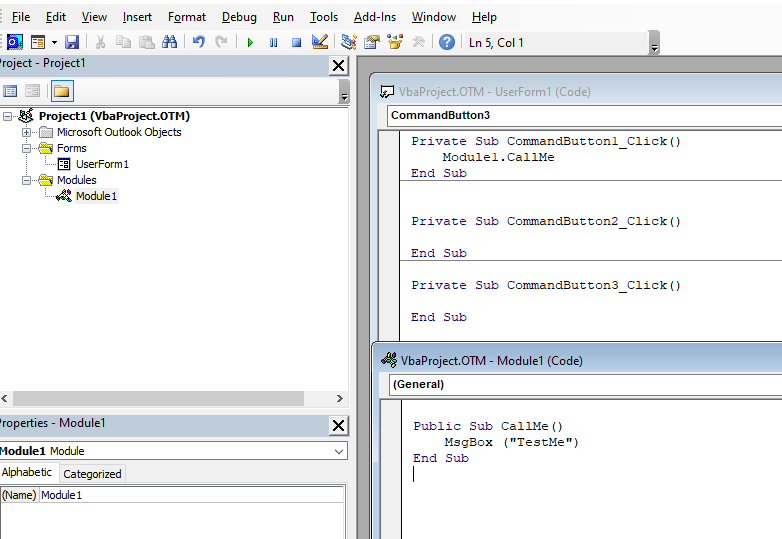 File Edit View Insert Format Debug Run Tools Add-Ins Window Help
Ln 5, Col 1
Project - Project1
Project1 (VbaProject.OTM)
Microsoft Outlook Objects
Forms
UserForm1
Modules
Module1
Properties - Module1
Module1 Module
Alphabetic Categorized
(Name) Module1
VbaProject.OTM - UserForm1 (Code)
CommandButton3
Private Sub CommandButton1_Click()
Module1.CallMe
End Sub
Private Sub CommandButton2_Click()
End Sub
Private Sub CommandButton3_Click()
End Sub
VbaProject.OTM - Module1 (Code)
(General)
Public Sub CallMe()
MsgBox ("TestMe")
End Sub